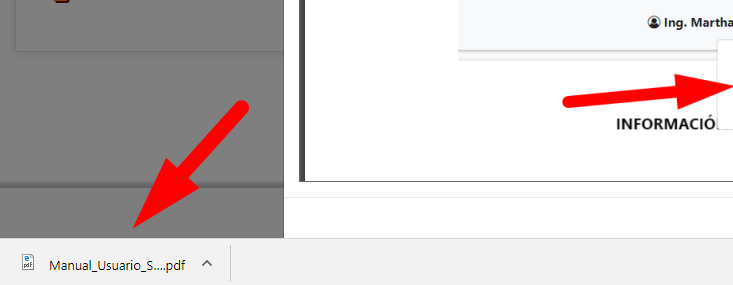 Ing. Martha
INFORMACIÓ
Manual_Usuario_S....pdf